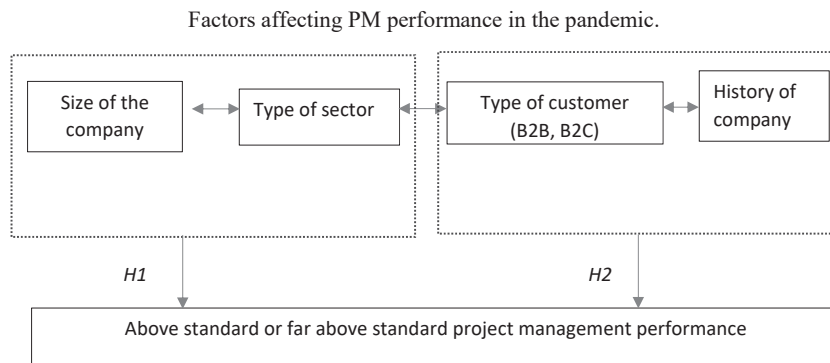 Factors affecting PM performance in the pandemic.
Size of the
company
Type of sector
Type of customer
(B2B, B2C)
History of
company
H1
H2
Above standard or far above standard project management performance